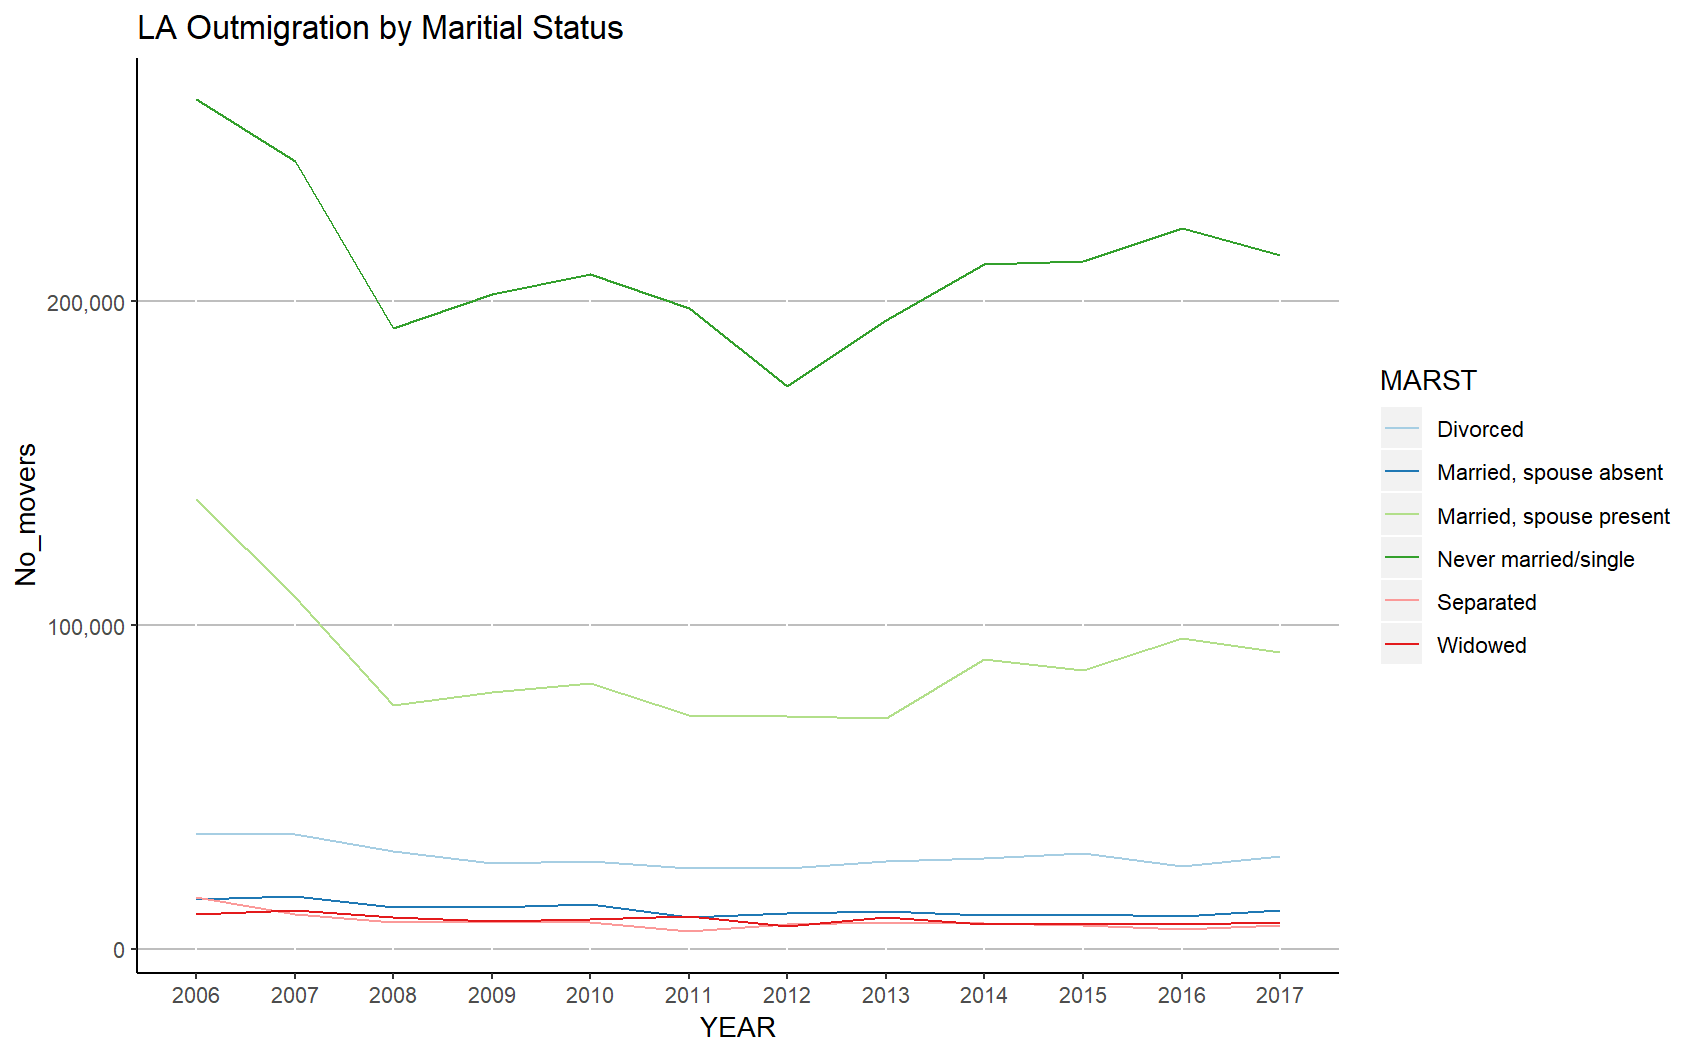 LA Outmigration by Maritial Status
No_movers
200,000
100,000
0
2006 2007 2008 2009 2010 2011 2012 2013 2014 2015 2016 2017
YEAR
MARST
Divorced
Married, spouse absent
Married, spouse present
Never married/single
Separated
Widowed